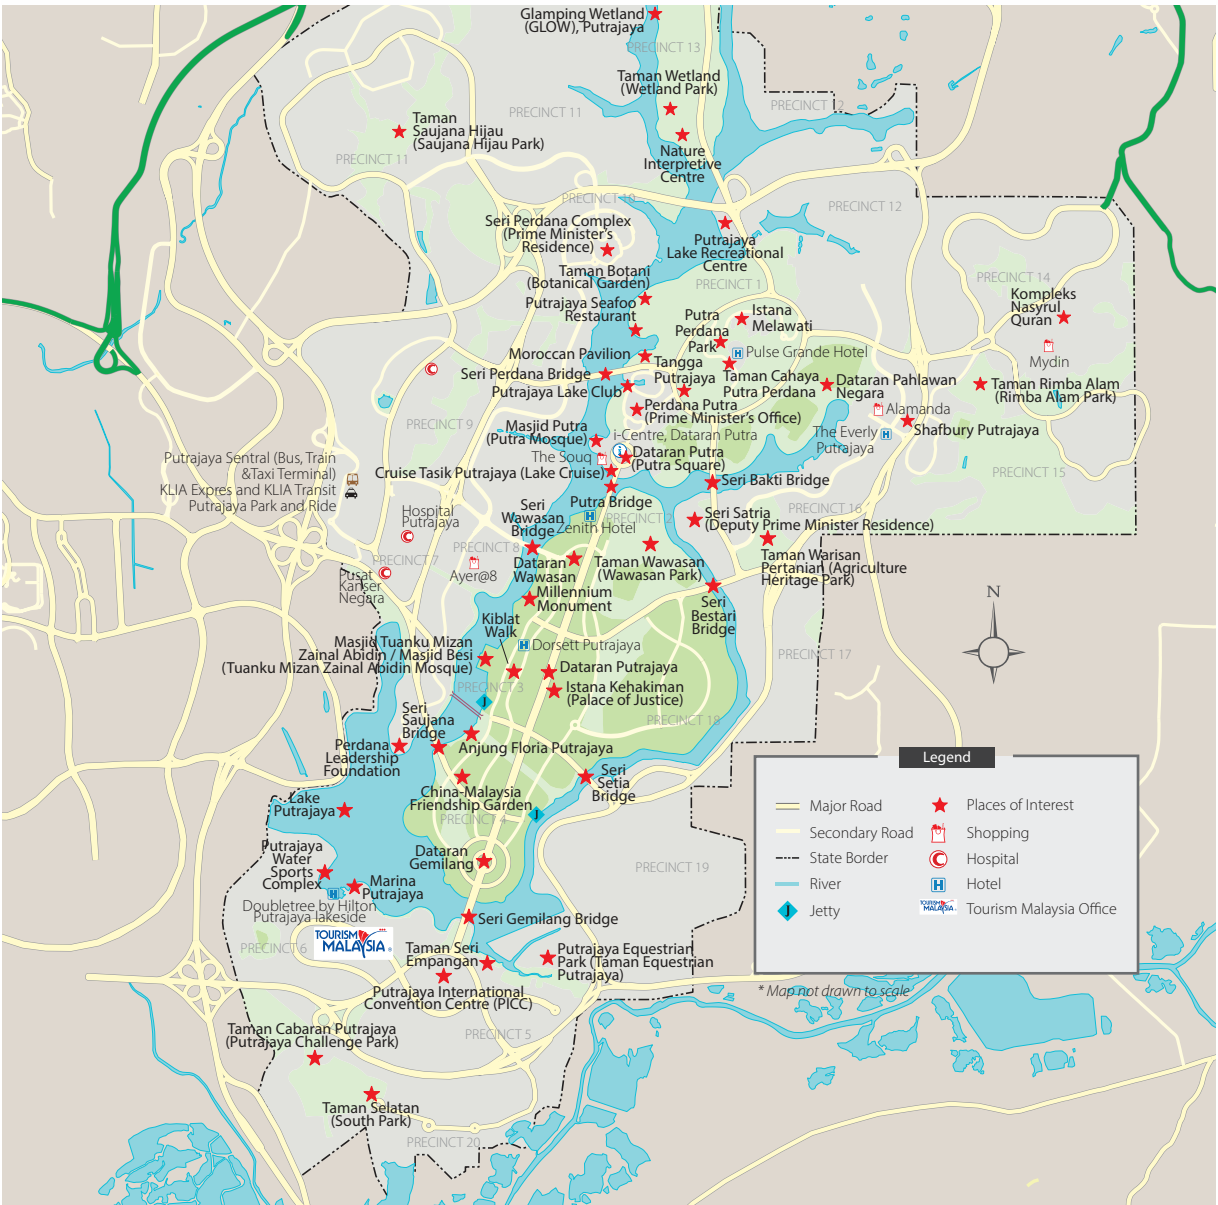 Glamping Wetland
(GLOW), Putrajaya
PRECINCT 13
Taman Wetland
(Wetland Park)
PRECINCT 12
PRECINCT 11
Taman
Saujana Hijau
(Saujana Hijau Park)
PRECINCT 11
Nature
Interpretive
Centre
PRECINCT 10
PRECINCT 12
Seri Perdana Complex
(Prime Minister's
Residence)
Putrajaya
Lake Recreational
Centre
Taman Botani
(Botanical Garden)
PRECINCT 1
PRECINCT 14
Kompleks
Nasyrul
Quran
Putrajaya Seafoo
Restaurant
Putra
Perdana
Park
Istana
Melawati
Mydin
Moroccan Pavilion
Tangga
Putrajaya
Pulse Grande Hotel
Seri Perdana Bridge
Taman Cahaya
Putra Perdana
Dataran Pahlawan
Negara
Taman Rimba Alam
(Rimba Alam Park)
Putrajaya Lake Club
Perdana Putra
(Prime Minister's Office)
Alamanda
PRECINCT 9
Masjid Putra
(Putra Mosque)
i-Centre, Dataran Putra
The Everly
Putrajaya
Shafbury Putrajaya
Putrajaya Sentral (Bus, Train
&Taxi Terminal)
KLIA Expres and KLIA Transit
Putrajaya Park and Ride
The Souq
i
Dataran Putra
(Putra Square)
Cruise Tasik Putrajaya (Lake Cruise)
Seri Bakti Bridge
PRECINCT 15
Putra Bridge
Hospital
Putrajaya
Seri
Wawasan
Bridge
Zenith Hotel
PRECINCT 2
PRECINCT 16
Seri Satria
(Deputy Prime Minister Residence)
PRECINCT 8
PRECINCT 7
Ayer@8
Dataran
Wawasan
Taman Wawasan
(Wawasan Park)
Taman Warisan
Pertanian (Agriculture
Heritage Park)
Pusat
Kanser
Negara
Millennium
Monument
Seri
Bestari
Bridge
N
Kiblat
Walk
Dorsett Putrajaya
Masjid Tuanku Mizan
Zainal Abidin / Masjid Besi
(Tuanku Mizan Zainal Abidin Mosque)
PRECINCT 17
Dataran Putrajaya
PRECINCT 3
Istana Kehakiman
(Palace of Justice)
J
Seri
Saujana
Bridge
PRECINCT 18
Perdana
Leadership
Foundation
Anjung Floria Putrajaya
Seri
Setia
Bridge
China-Malaysia
Friendship Garden
Lake
Putrajaya
PRECINCT 4
J
Putrajaya
Water
Sports
Complex
Dataran
Gemilang
PRECINCT 19
Marina
Putrajaya
Doubletree by Hilton
Putrajaya lakeside
Seri Gemilang Bridge
PRECINCT 6
TOURISM
MALAYSIA
Taman Seri
Empangan
Putrajaya Equestrian
Park (Taman Equestrian
Putrajaya)
Putrajaya International
Convention Centre (PICC)
Taman Cabaran Putrajaya
(Putrajaya Challenge Park)
PRECINCT 5
Taman Selatan
(South Park)
PRECINCT 20
Legend
Major Road
Secondary Road
State Border
River
J Jetty
Places of Interest
Shopping
Hospital
H Hotel
TOURISM MALAYSIA Tourism Malaysia Office
* Map not drawn to scale